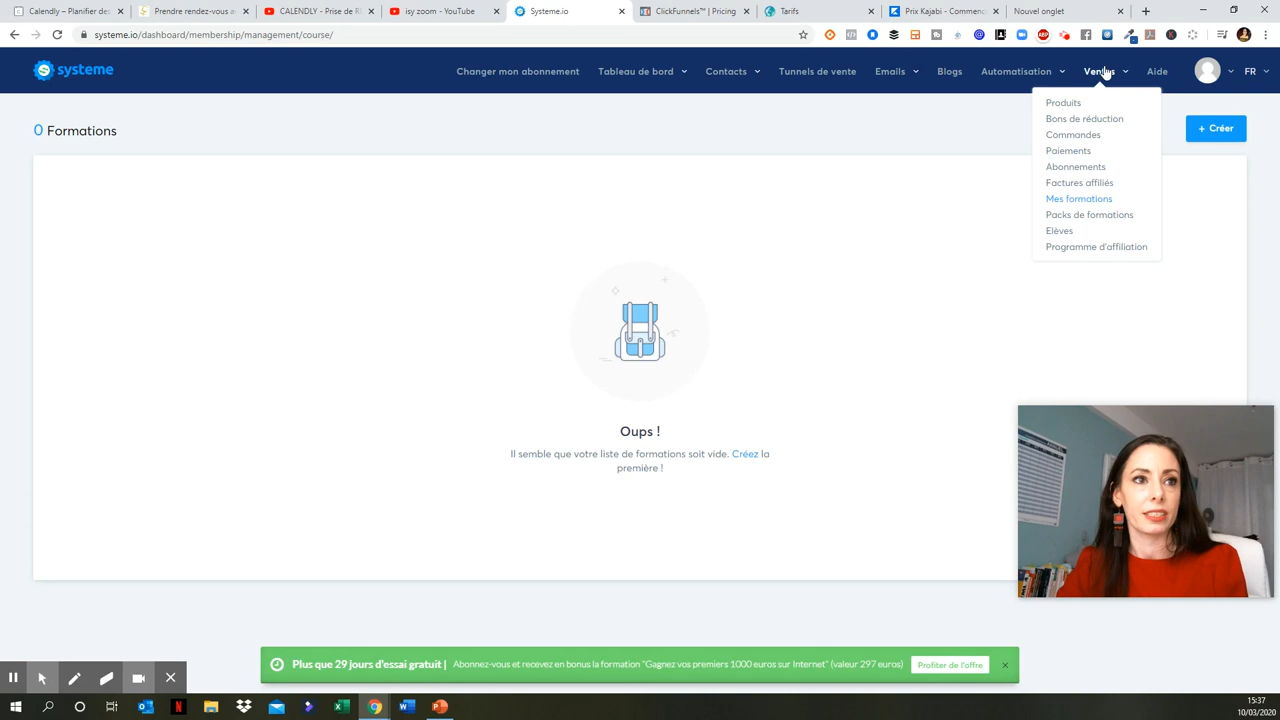 Calendly – Planifier des
Prendre rendez-vous av
CALENDLY - Prise de R
isy zoom - YouTube
Systeme.io
ClickFunnels™ | Pricing
Tarifs
Prix Kajabi - Commenc
Nouvel onglet
systeme.io/dashboard/membership/management/course/
systeme
Changer mon abonnement
Tableau de bord
Contacts
Tunnels de vente
Emails
Blogs
Automatisation
Ventes
Aide
FR
0 Formations
+ Créer
Produits
Bons de réduction
Commandes
Paiements
Abonnements
Factures affiliés
Mes formations
Packs de formations
Elèves
Programme d'affiliation
Oups !
Il semble que votre liste de formations soit vide. Créez la
première !
Plus que 29 jours d'essai gratuit | Abonnez-vous et recevez en bonus la formation "Gagnez vos premiers 1000 euros sur Internet" (valeur 297 euros)
Profiter de l'offre
15:37
10/03/2020